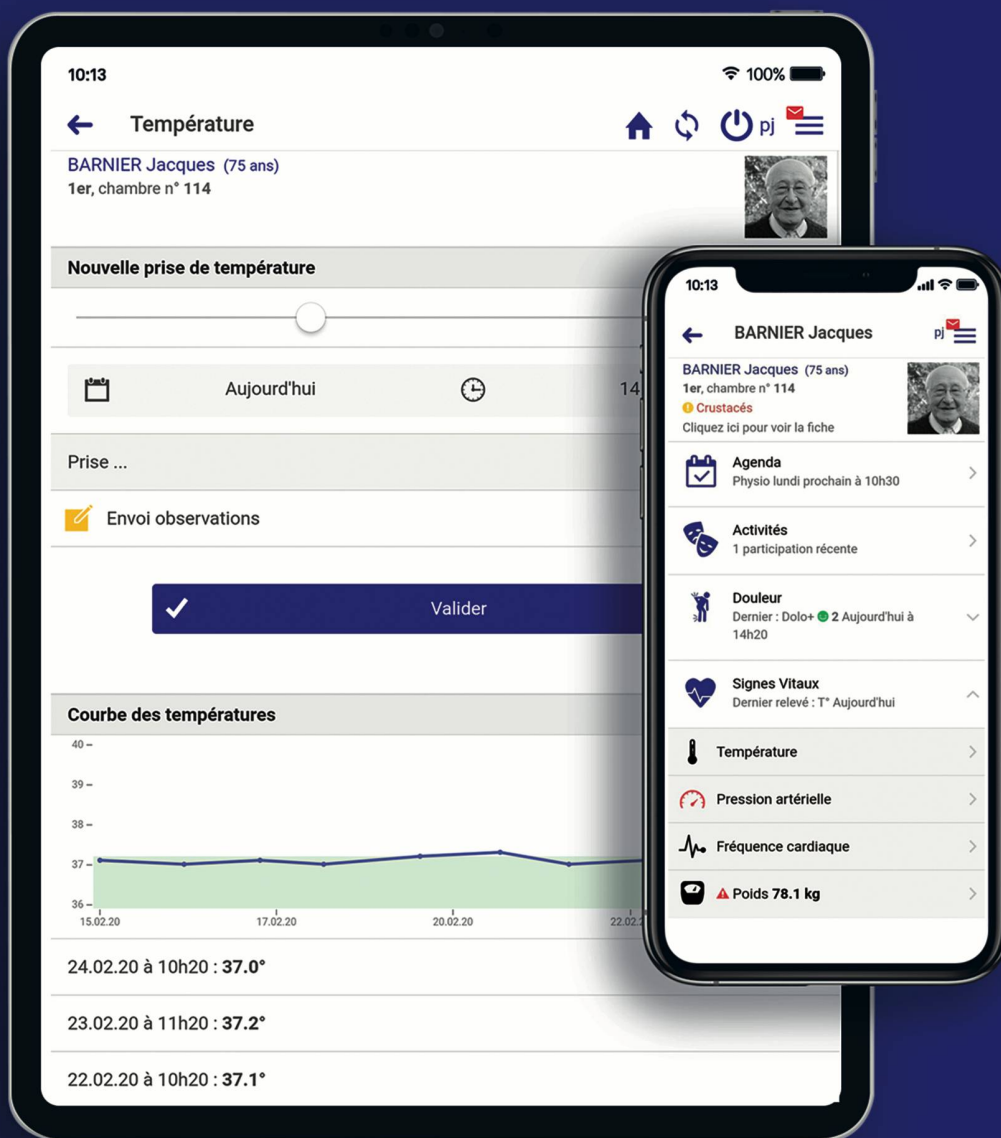 10:13
100%
Température
pj
BARNIER Jacques (75 ans)
1er, chambre n° 114
Nouvelle prise de température
Aujourd'hui
14
Prise ...
Envoi observations
Valider
Courbe des températures
40
39
38
37
36
15.02.20
17.02.20
20.02.20
22.02.2
24.02.20 à 10h20 : 37.0°
23.02.20 à 11h20 : 37.2°
22.02.20 à 10h20 : 37.1°
10:13
BARNIER Jacques
pj
BARNIER Jacques (75 ans)
1er, chambre n° 114
Crustacés
Cliquez ici pour voir la fiche
Agenda
Physio lundi prochain à 10h30
Activités
1 participation récente
Douleur
Dernier : Dolo+ 2 Aujourd'hui à
14h20
Signes Vitaux
Dernier relevé : T° Aujourd'hui
Température
Pression artérielle
Fréquence cardiaque
Poids 78.1 kg